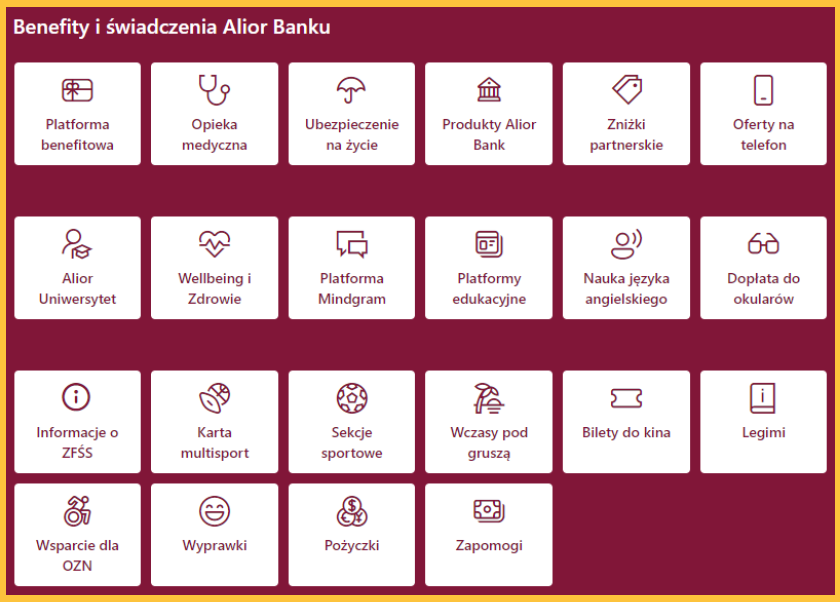 Benefity i świadczenia Alior Banku
Platforma
benefitowa
Opieka
medyczna
Ubezpieczenie
na życie
Produkty Alior
Bank
Zniżki
partnerskie
Oferty na
telefon
Alior
Uniwersytet
Wellbeing i
Zdrowie
Platforma
Mindgram
Platformy
edukacyjne
Nauka języka
angielskiego
Dopłata do
okularów
Informacje o
ZFŚS
Karta
multisport
Sekcje
sportowe
Wczasy pod
gruszą
Bilety do kina
Legimi
Wsparcie dla
OZN
Wyprawki
Pożyczki
Zapomogi